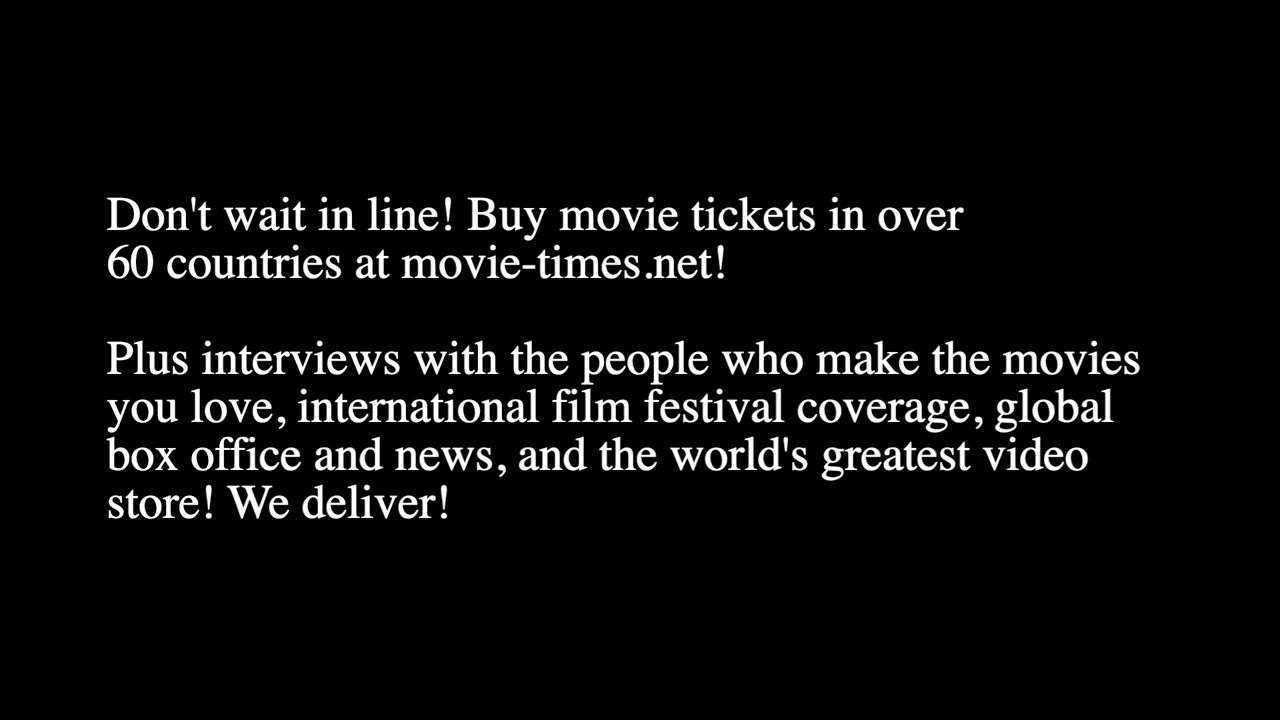 Don't wait in line! Buy movie tickets in over
60 countries at movie-times.net!
Plus interviews with the people who make the movies
you love, international film festival coverage, global
box office and news, and the world's greatest video
store! We deliver!